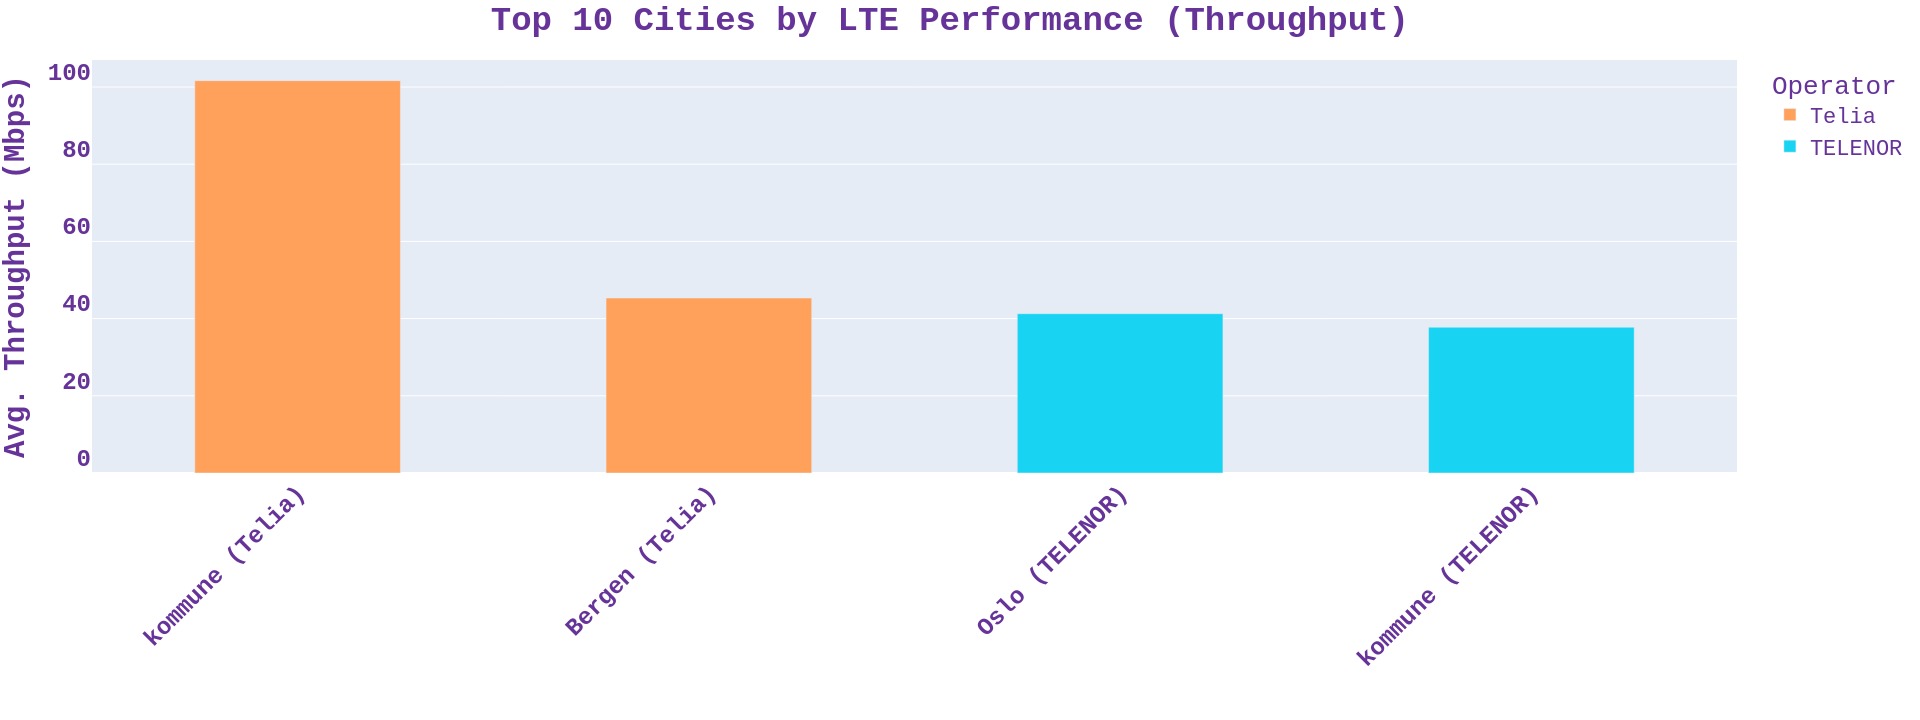 Top 10 Cities by LTE Performance (Throughput)
Avg. Throughput (Mbps)
100
80
60
40
20
0
kommune (Telia)
Bergen (Telia)
Oslo (TELENOR)
kommune (TELENOR)
Operator
Telia
TELENOR